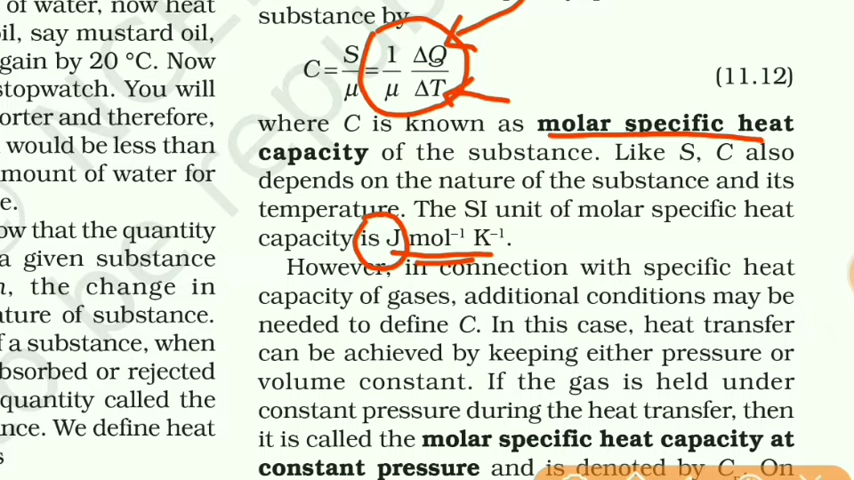 of water, now heat
oil, say mustard oil,
gain by 20 °C. Now
stopwatch. You will
orter and therefore,
would be less than
mount of water for
e.
ow that the quantity
a given substance
n, the change in
ature of substance.
f a substance, when
bsorbed or rejected
quantity called the
nce. We define heat
s
substance by
C = S/μ = 1/μ ΔQ/ΔT (11.12)
where C is known as molar specific heat
capacity of the substance. Like S, C also
depends on the nature of the substance and its
temperature. The SI unit of molar specific heat
capacity is J mol⁻¹ K⁻¹.
However, in connection with specific heat
capacity of gases, additional conditions may be
needed to define C. In this case, heat transfer
can be achieved by keeping either pressure or
volume constant. If the gas is held under
constant pressure during the heat transfer, then
it is called the molar specific heat capacity at
constant pressure and is denoted by C. On